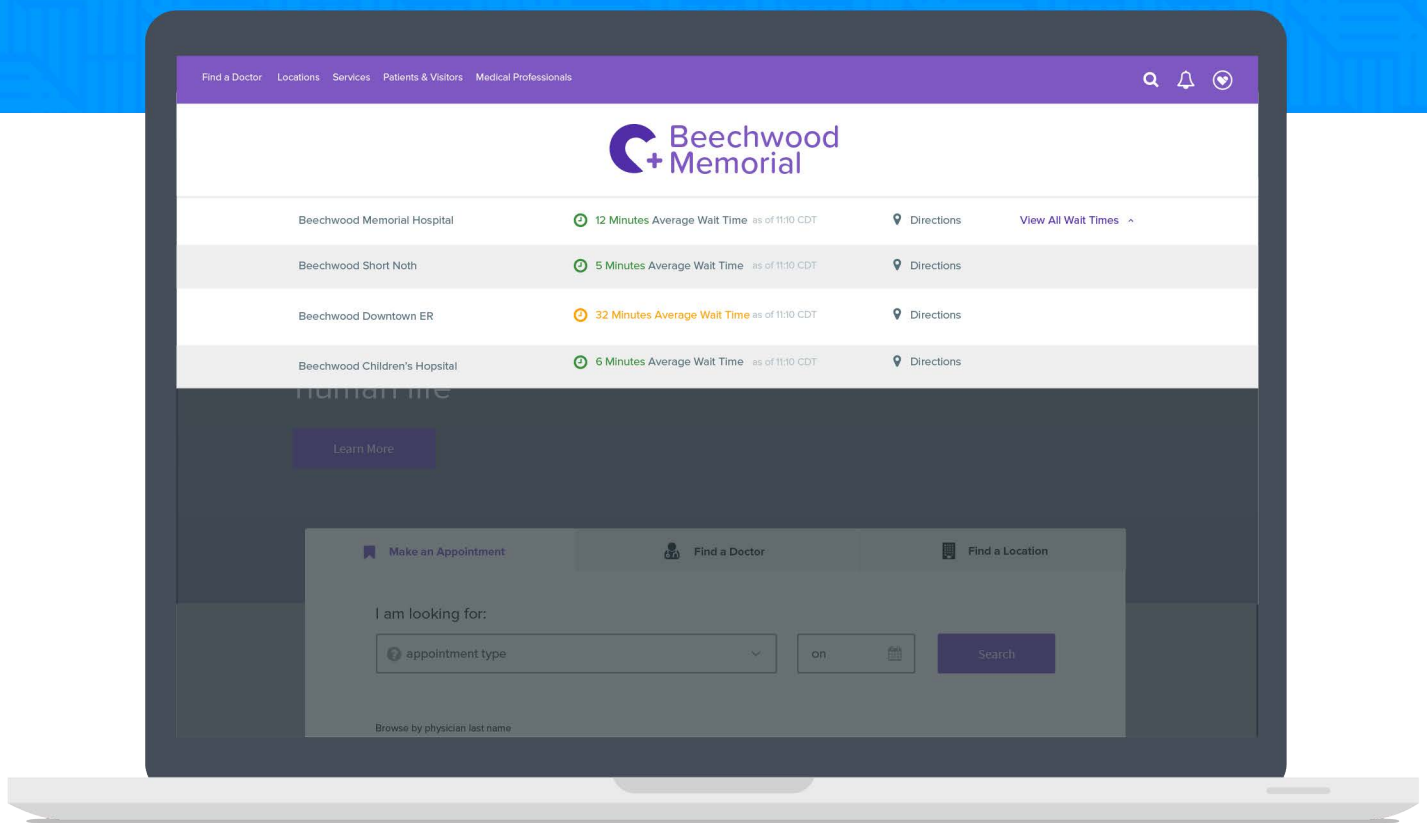 Find a Doctor Locations Services Patients & Visitors Medical Professionals
Beechwood
Memorial
Beechwood Memorial Hospital 12 Minutes Average Wait Time as of 11:10 CDT Directions View All Wait Times
Beechwood Short Noth 5 Minutes Average Wait Time as of 11:10 CDT Directions
Beechwood Downtown ER 32 Minutes Average Wait Time as of 11:10 CDT Directions
Beechwood Children's Hopsital 6 Minutes Average Wait Time as of 11:10 CDT Directions
human life
Learn More
Make an Appointment Find a Doctor Find a Location
I am looking for:
appointment type on Search
Browse by physician last name